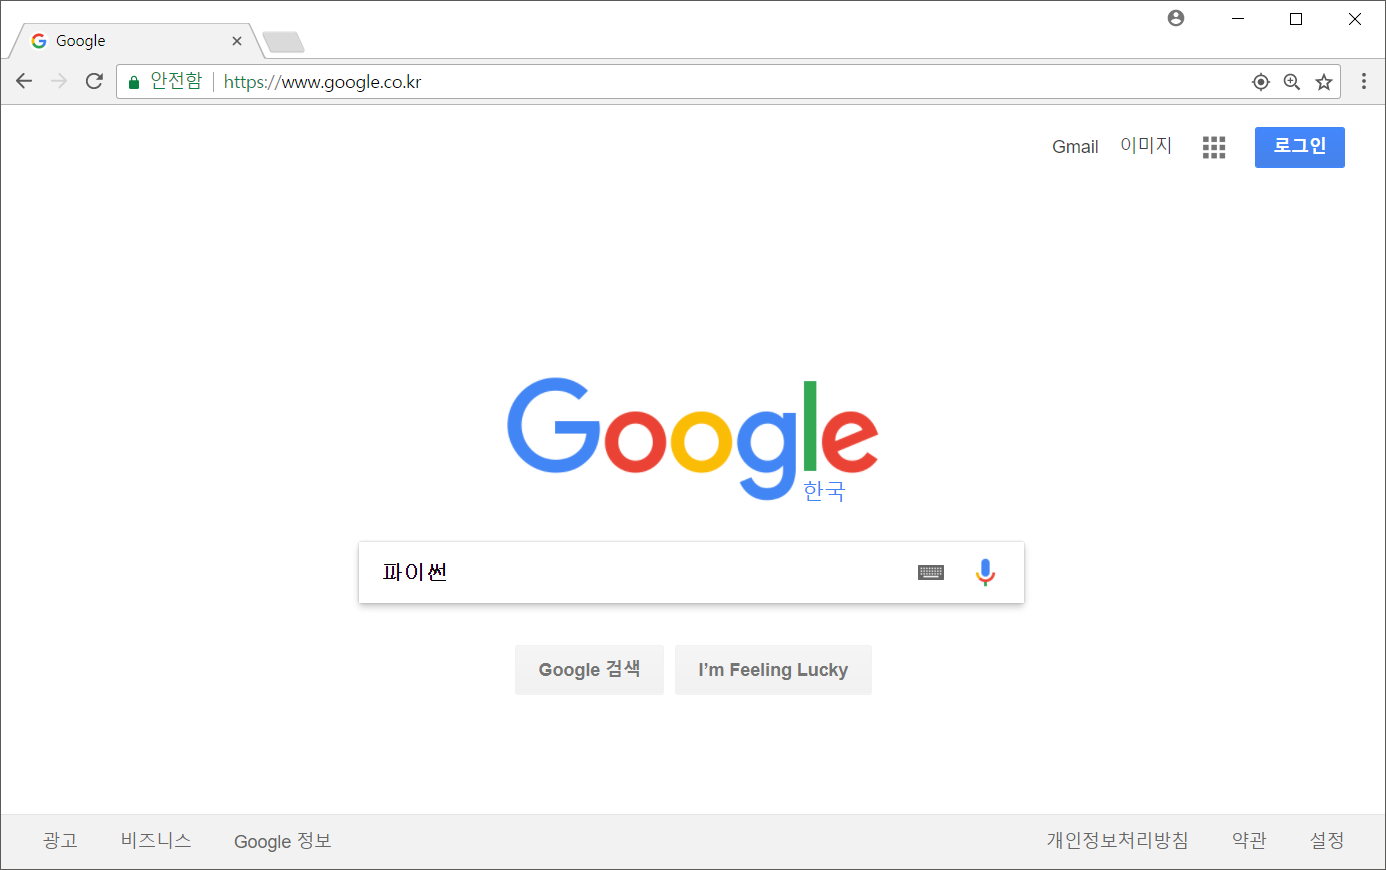 Google
안전함 | https://www.google.co.kr
Gmail 이미지 로그인
Google
한국
파이썬
Google 검색 I'm Feeling Lucky
광고 비즈니스 Google 정보 개인정보처리방침 약관 설정